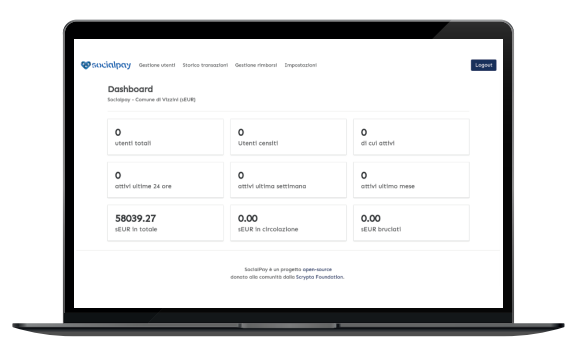 socialpay Gestione utenti Storico transazioni Gestione rimborsi Impostazioni Logout
Dashboard
Socialpay - Comune di Vizzini (sEUR)
0
utenti totali
0
Utenti censiti
0
di cui attivi
0
attivi ultime 24 ore
0
attivi ultima settimana
0
attivi ultimo mese
58039.27
sEUR in totale
0.00
sEUR in circolazione
0.00
sEUR bruciati
SocialPay è un progetto open-source
donato alla comunità dalla Scrypta Foundation.